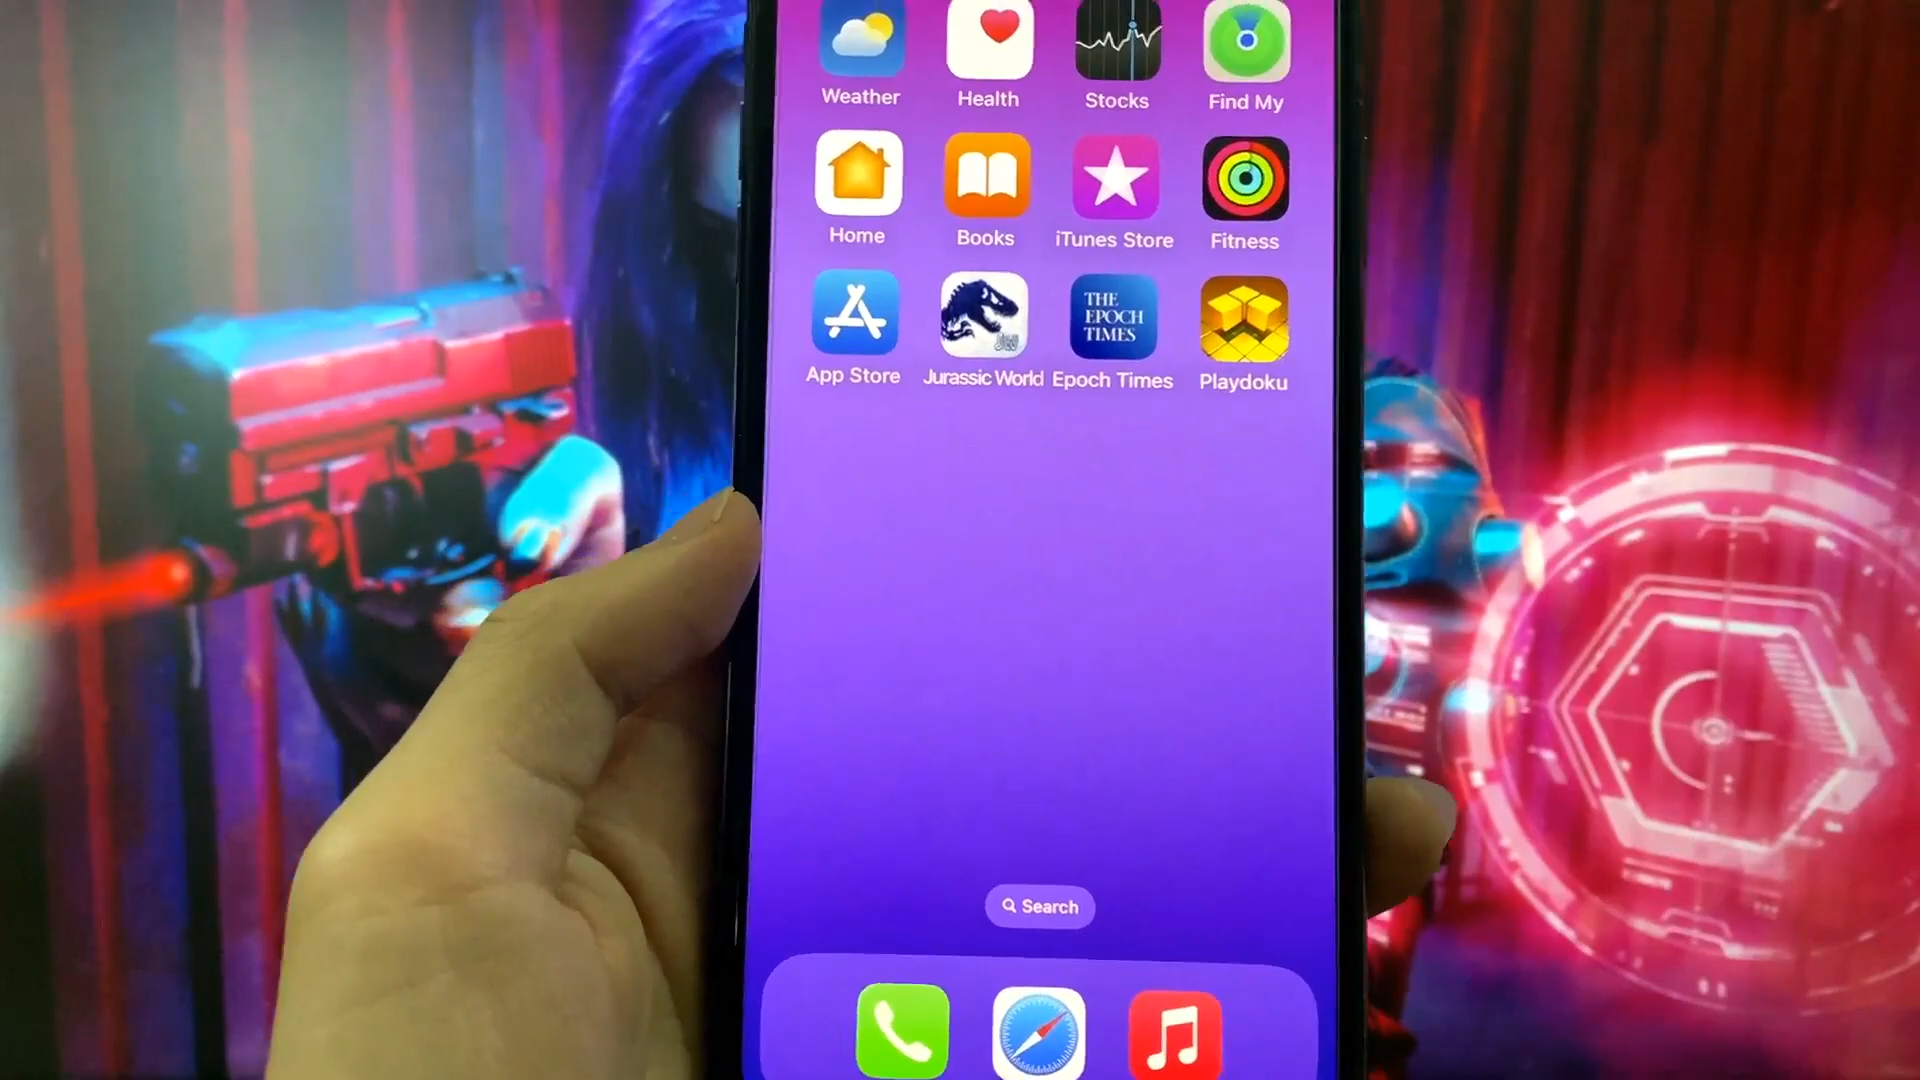 Weather Health Stocks Find My
Home Books iTunes Store Fitness
THE
EPOCH
TIMES
JW
App Store Jurassic World Epoch Times Playdoku
Search